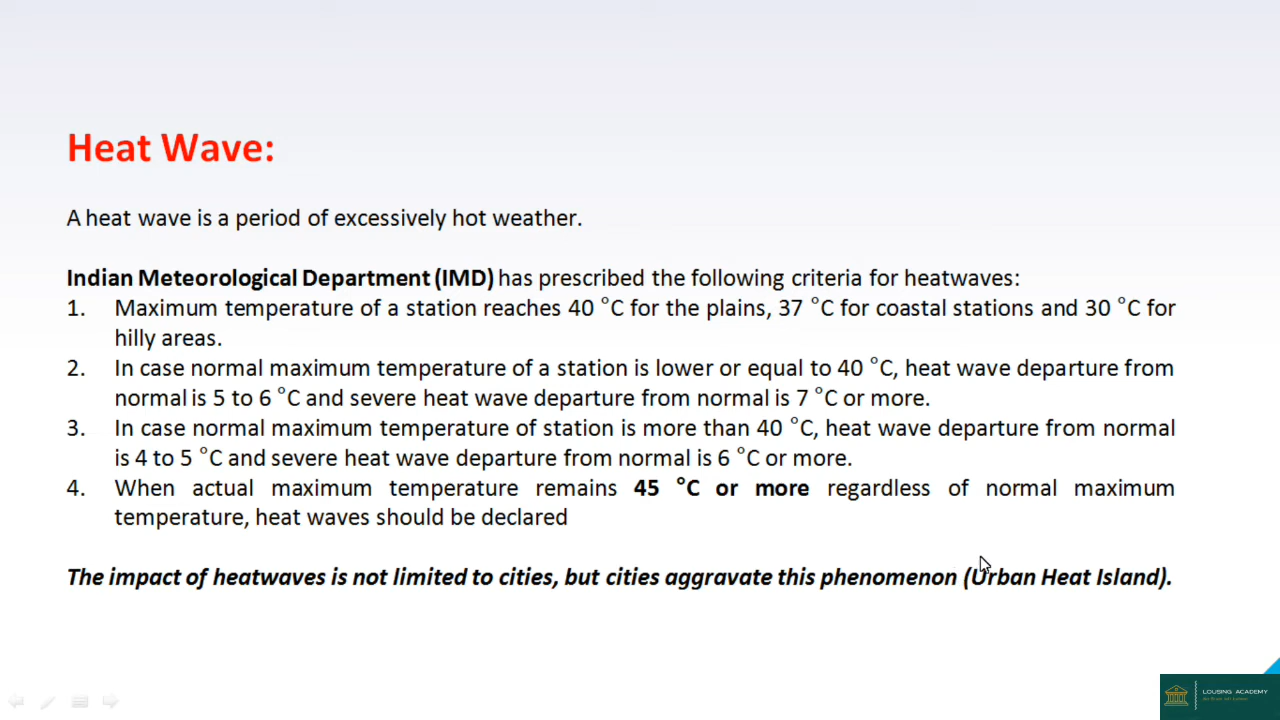 Heat Wave:
A heat wave is a period of excessively hot weather.
Indian Meteorological Department (IMD) has prescribed the following criteria for heatwaves:
1. Maximum temperature of a station reaches 40 °C for the plains, 37 °C for coastal stations and 30 °C for
hilly areas.
2. In case normal maximum temperature of a station is lower or equal to 40 °C, heat wave departure from
normal is 5 to 6 °C and severe heat wave departure from normal is 7 °C or more.
3. In case normal maximum temperature of station is more than 40 °C, heat wave departure from normal
is 4 to 5 °C and severe heat wave departure from normal is 6 °C or more.
4. When actual maximum temperature remains 45 °C or more regardless of normal maximum
temperature, heat waves should be declared
The impact of heatwaves is not limited to cities, but cities aggravate this phenomenon (Urban Heat Island).
LOUSING ACADEMY